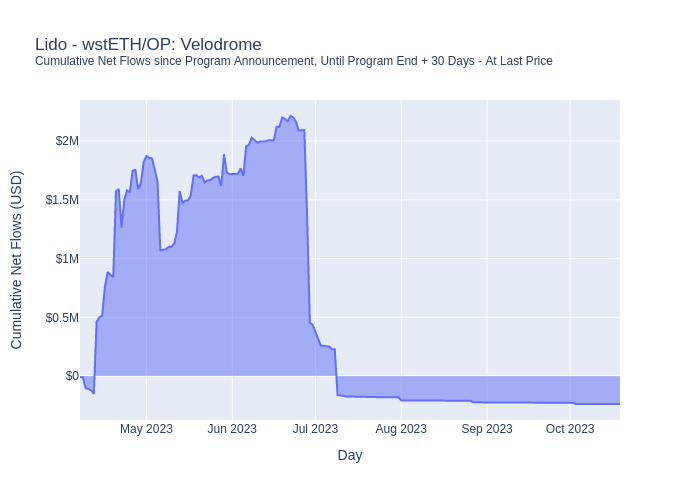 Lido - wstETH/OP: Velodrome
Cumulative Net Flows since Program Announcement, Until Program End + 30 Days - At Last Price
Cumulative Net Flows (USD)
$2M
$1.5M
$1M
$0.5M
$0
May 2023 Jun 2023 Jul 2023 Aug 2023 Sep 2023 Oct 2023
Day